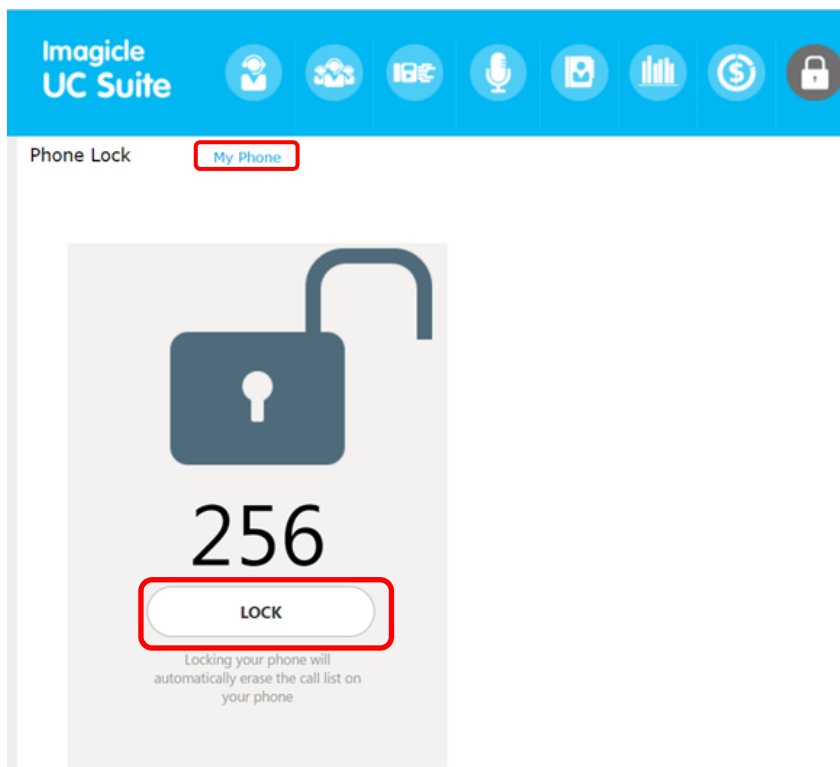 Imagicle
UC Suite
Phone Lock
My Phone
256
LOCK
Locking your phone will
automatically erase the call list on
your phone